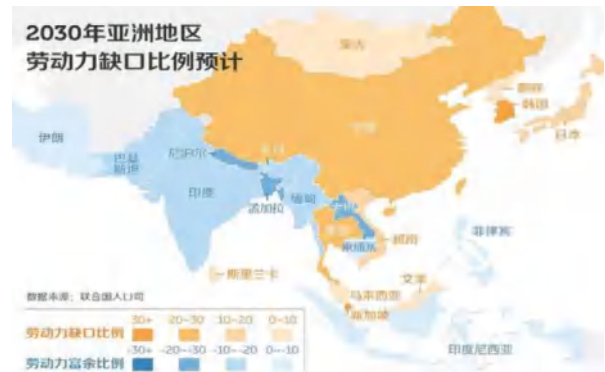 2030年亚洲地区
劳动力缺口比例预计
蒙古
朝鲜
韩国
日本
中国
伊朗
巴基
斯坦
尼泊尔
印度
孟加拉
缅甸
老挝
泰国
柬埔寨
越南
菲律宾
斯里兰卡
文莱
马来西亚
新加坡
印度尼西亚
数据来源：联合国人口司
30+ 20~30 10~20 0~10
劳动力缺口比例
-30+ -20~-30 -10~-20 0~-10
劳动力富余比例